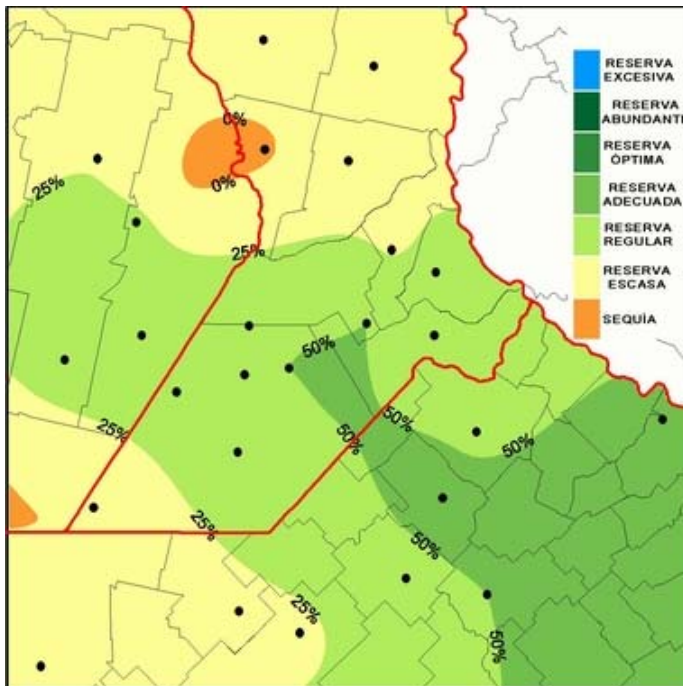 RESERVA
EXCESIVA
RESERVA
ABUNDANTE
RESERVA
ÓPTIMA
RESERVA
ADECUADA
RESERVA
REGULAR
RESERVA
ESCASA
SEQUÌA
0%
0%
25%
25%
50%
50%
50%
50%
25%
25%
50%
25%
50%